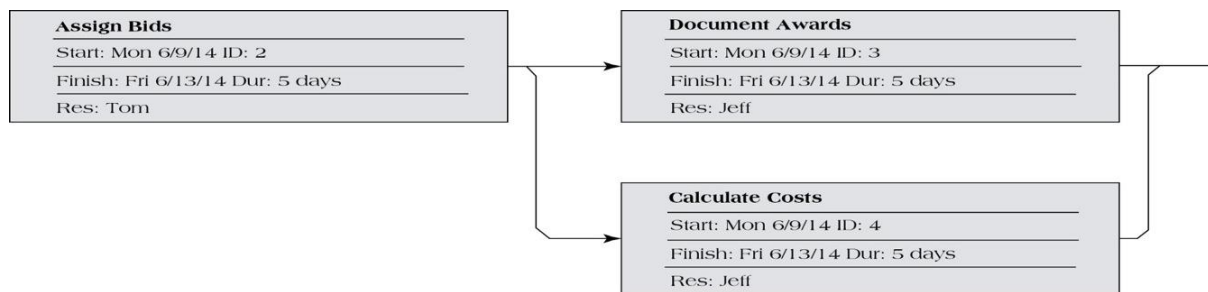 Assign Bids
Start: Mon 6/9/14 ID: 2
Finish: Fri 6/13/14 Dur: 5 days
Res: Tom
Document Awards
Start: Mon 6/9/14 ID: 3
Finish: Fri 6/13/14 Dur: 5 days
Res: Jeff
Calculate Costs
Start: Mon 6/9/14 ID: 4
Finish: Fri 6/13/14 Dur: 5 days
Res: Jeff